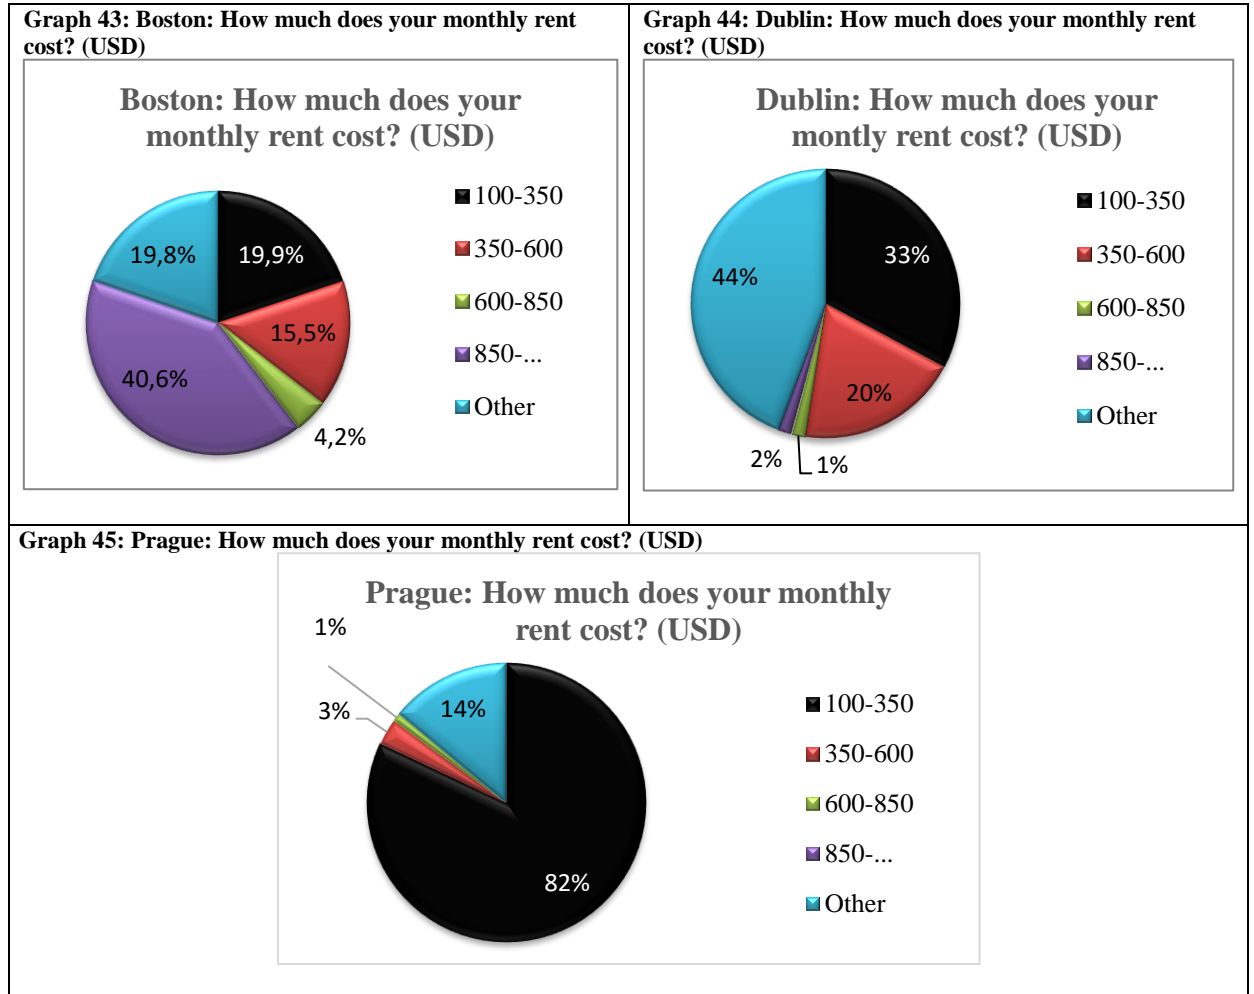 Graph 43: Boston: How much does your monthly rent
cost? (USD)
Boston: How much does your
monthly rent cost? (USD)
19,8%
19,9%
15,5%
40,6%
4,2%
100-350
350-600
600-850
850-...
Other
Graph 44: Dublin: How much does your monthly rent
cost? (USD)
Dublin: How much does your
montly rent cost? (USD)
44%
33%
20%
2%
1%
100-350
350-600
600-850
850-...
Other
Graph 45: Prague: How much does your monthly rent cost? (USD)
Prague: How much does your monthly
rent cost? (USD)
1%
3%
14%
82%
100-350
350-600
600-850
850-...
Other